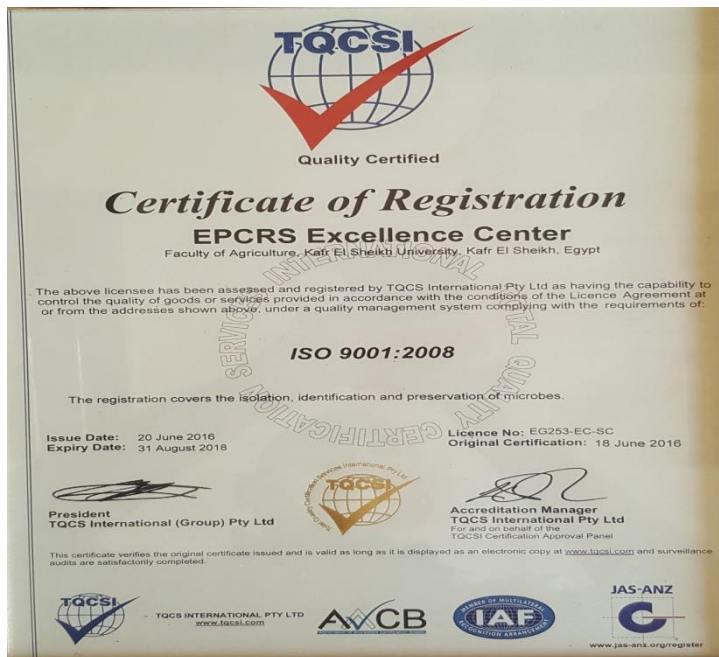 TQCSI
Quality Certified
Certificate of Registration
EPCRS Excellence Center
Faculty of Agriculture, Kafr El Sheikh University, Kafr El Sheikh, Egypt
The above licensee has been assessed and registered by TQCS International Pty Ltd as having the capability to
control the quality of goods or services provided in accordance with the conditions of the Licence Agreement at
or from the addresses shown above, under a quality management system complying with the requirements of:
ISO 9001:2008
The registration covers the isolation, identification and preservation of microbes.
Issue Date: 20 June 2016
Expiry Date: 31 August 2018
Licence No: EG253-EC-SC
Original Certification: 18 June 2016
TQCSI
President
TQCS International (Group) Pty Ltd
Accreditation Manager
TQCS International Pty Ltd
For and on behalf of the
TQCSI Certification Approval Panel
This certificate verifies the original certificate issued and is valid as long as it is displayed as an electronic copy at www.tqcsi.com and surveillance
audits are satisfactorily completed.
TQCSI
TQCS INTERNATIONAL PTY LTD
www.tqcsi.com
CB
MEMBER OF MULTILATERAL
IAF
RECOGNITION ARRANGEMENT
JAS-ANZ
www.jas-anz.org/register